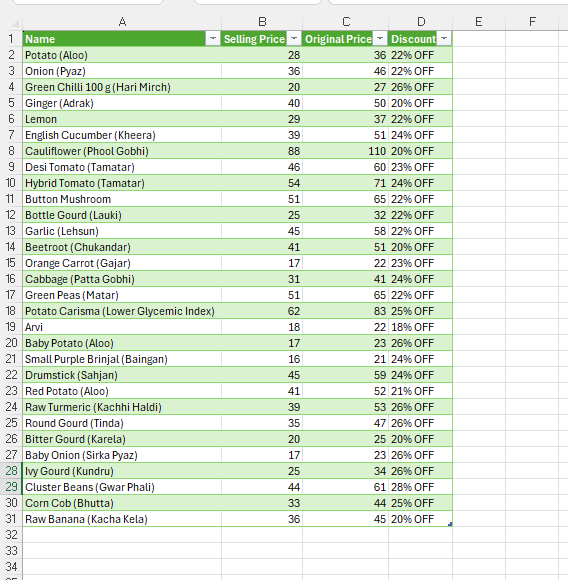 A B C D E F
1 Name Selling Price Original Price Discount
2 Potato (Aloo) 28 36 22% OFF
3 Onion (Pyaz) 36 46 22% OFF
4 Green Chilli 100 g (Hari Mirch) 20 27 26% OFF
5 Ginger (Adrak) 40 50 20% OFF
6 Lemon 29 37 22% OFF
7 English Cucumber (Kheera) 39 51 24% OFF
8 Cauliflower (Phool Gobhi) 88 110 20% OFF
9 Desi Tomato (Tamatar) 46 60 23% OFF
10 Hybrid Tomato (Tamatar) 54 71 24% OFF
11 Button Mushroom 51 65 22% OFF
12 Bottle Gourd (Lauki) 25 32 22% OFF
13 Garlic (Lehsun) 45 58 22% OFF
14 Beetroot (Chukandar) 41 51 20% OFF
15 Orange Carrot (Gajar) 17 22 23% OFF
16 Cabbage (Patta Gobhi) 31 41 24% OFF
17 Green Peas (Matar) 51 65 22% OFF
18 Potato Carisma (Lower Glycemic Index) 62 83 25% OFF
19 Arvi 18 22 18% OFF
20 Baby Potato (Aloo) 17 23 26% OFF
21 Small Purple Brinjal (Baingan) 16 21 24% OFF
22 Drumstick (Sahjan) 45 59 24% OFF
23 Red Potato (Aloo) 41 52 21% OFF
24 Raw Turmeric (Kachhi Haldi) 39 53 26% OFF
25 Round Gourd (Tinda) 35 47 26% OFF
26 Bitter Gourd (Karela) 20 25 20% OFF
27 Baby Onion (Sirka Pyaz) 17 23 26% OFF
28 Ivy Gourd (Kundru) 25 34 26% OFF
29 Cluster Beans (Gwar Phali) 44 61 28% OFF
30 Corn Cob (Bhutta) 33 44 25% OFF
31 Raw Banana (Kacha Kela) 36 45 20% OFF
32
33
34